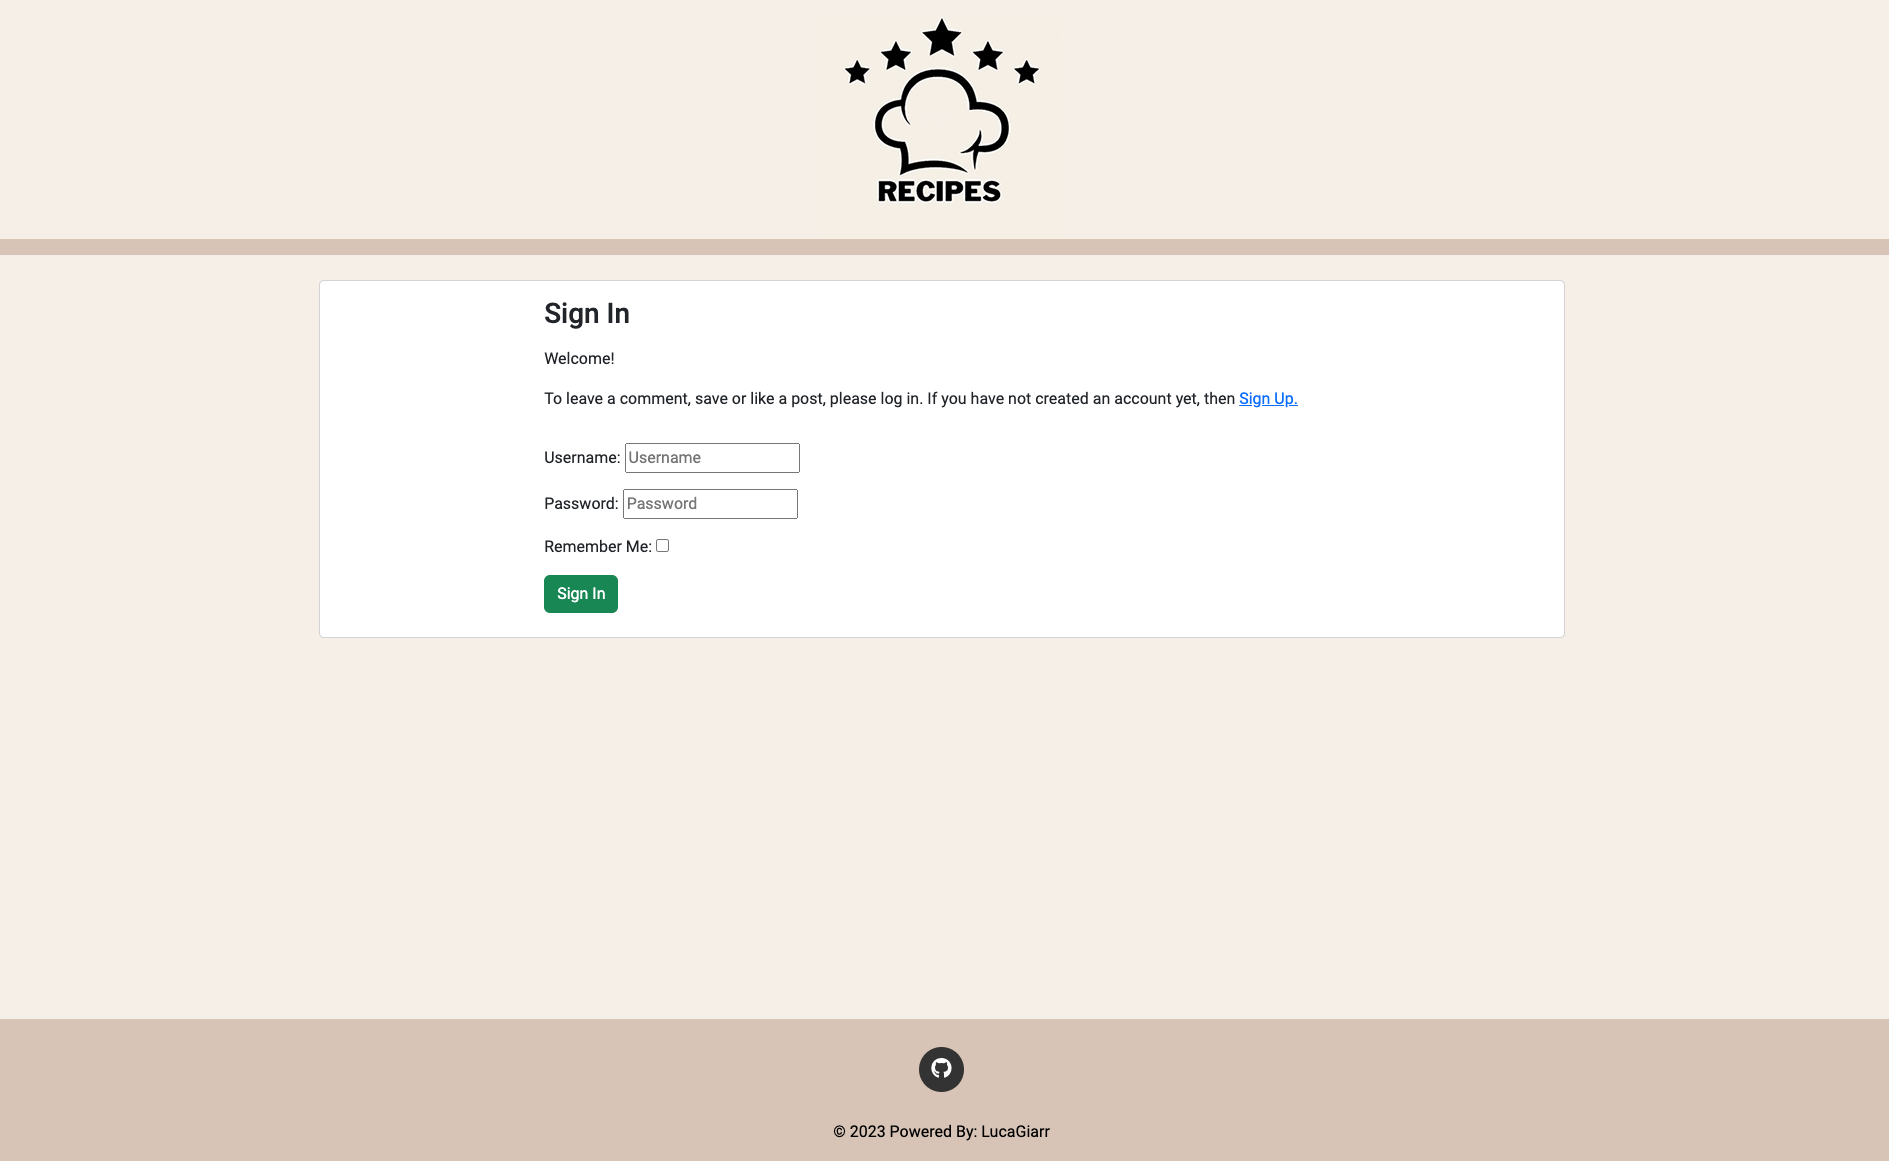 RECIPES
Sign In
Welcome!
To leave a comment, save or like a post, please log in. If you have not created an account yet, then Sign Up.
Username: Username
Password: Password
Remember Me:
Sign In
© 2023 Powered By: LucaGiarr